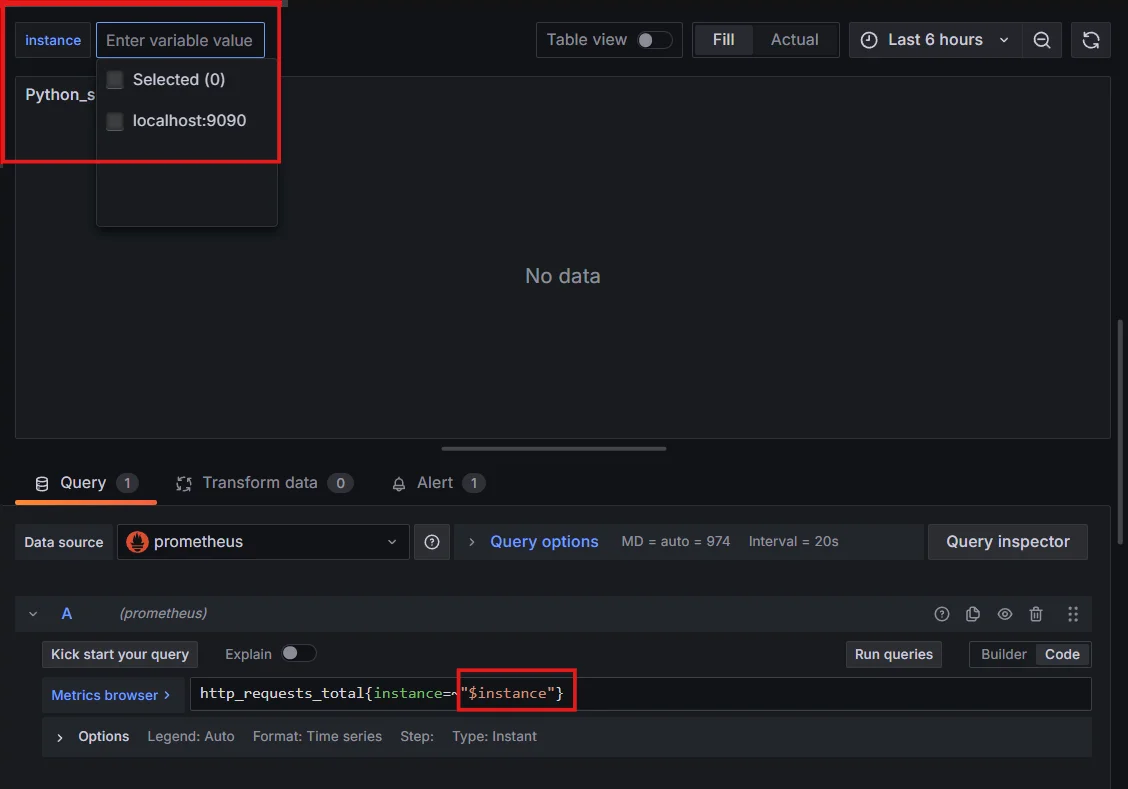 instance Enter variable value Table view Fill Actual Last 6 hours
Selected (0)
Python_s
localhost:9090
No data
Query 1 Transform data 0 Alert 1
Data source prometheus Query options MD = auto = 974 Interval = 20s Query inspector
A (prometheus)
Kick start your query Explain Run queries Builder Code
Metrics browser > http_requests_total{instance=~"$instance"}
Options Legend: Auto Format: Time series Step: Type: Instant